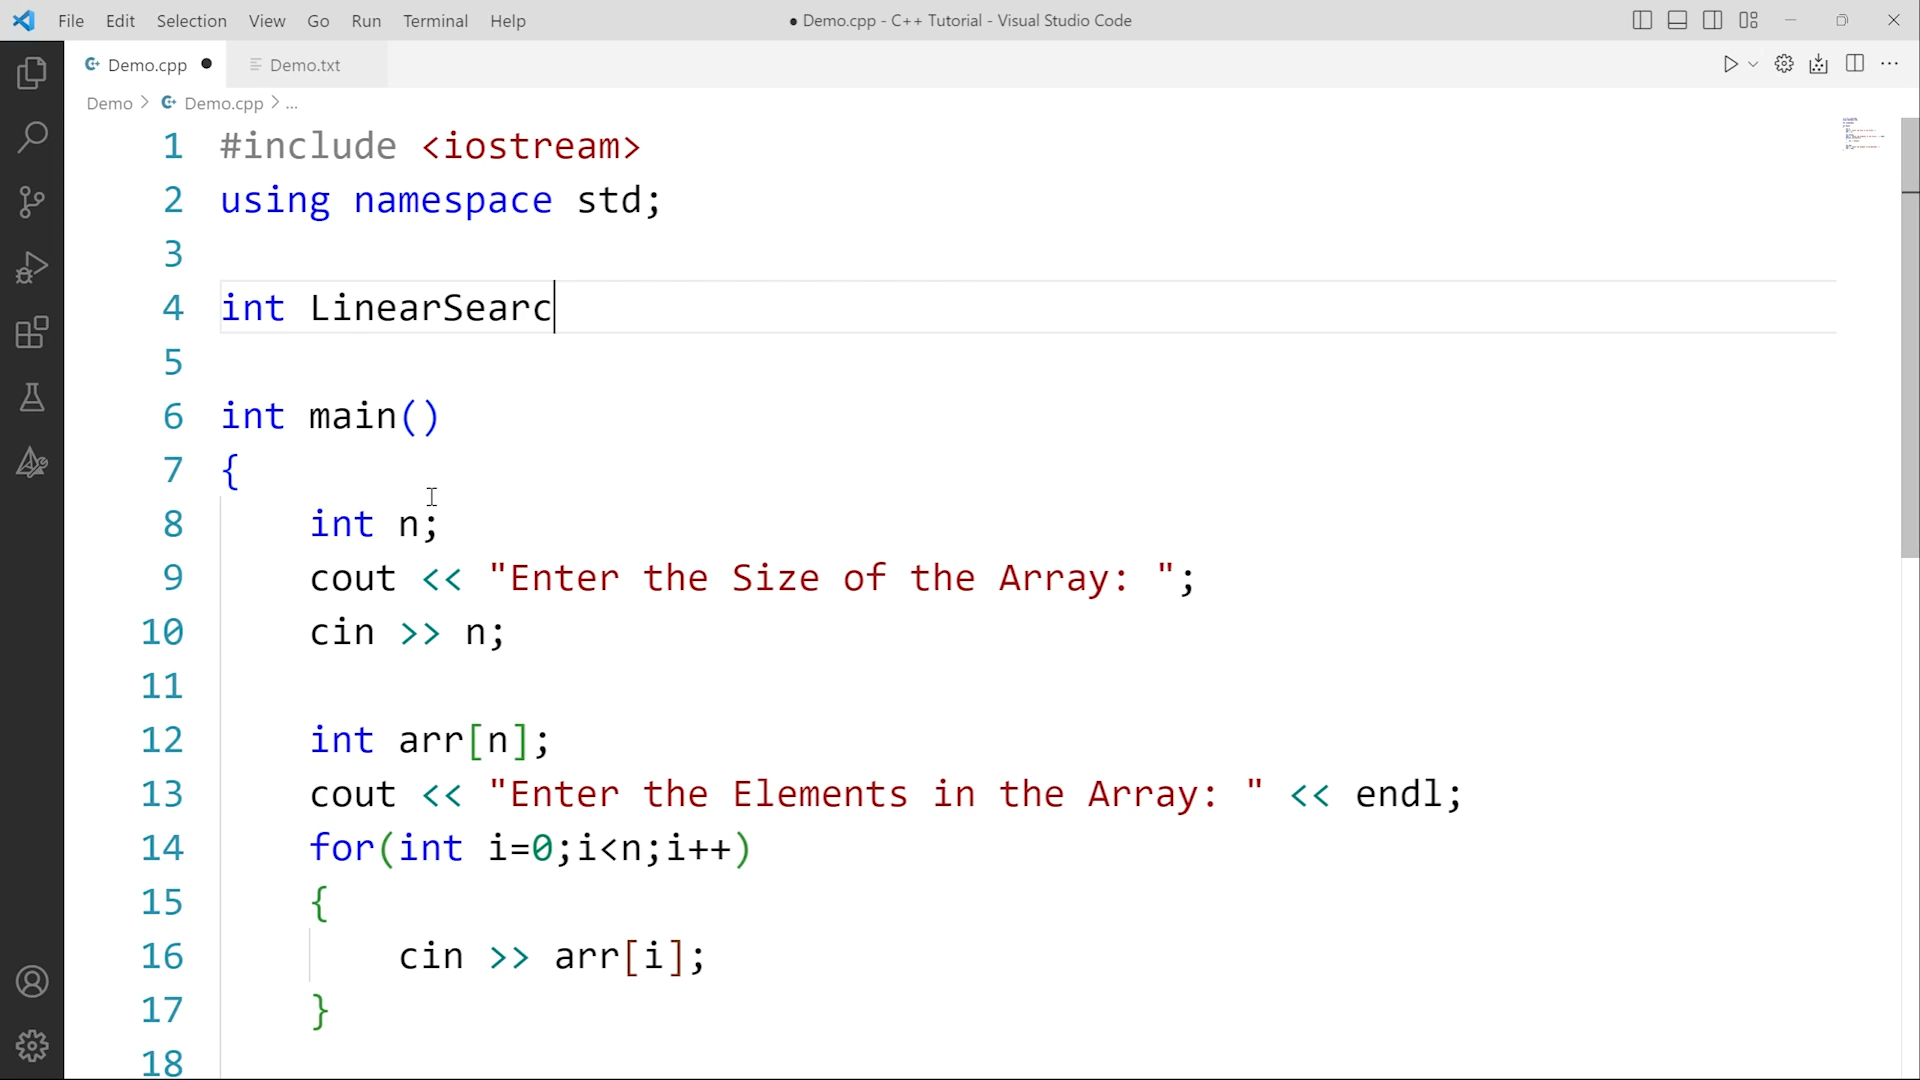 File Edit Selection View Go Run Terminal Help ● Demo.cpp - C++ Tutorial - Visual Studio Code
Demo.cpp ● Demo.txt
Demo > Demo.cpp > ...
1 #include <iostream>
2 using namespace std;
3
4 int LinearSearc
5
6 int main()
7 {
8 int n;
9 cout << "Enter the Size of the Array: ";
10 cin >> n;
11
12 int arr[n];
13 cout << "Enter the Elements in the Array: " << endl;
14 for(int i=0;i<n;i++)
15 {
16 cin >> arr[i];
17 }
18